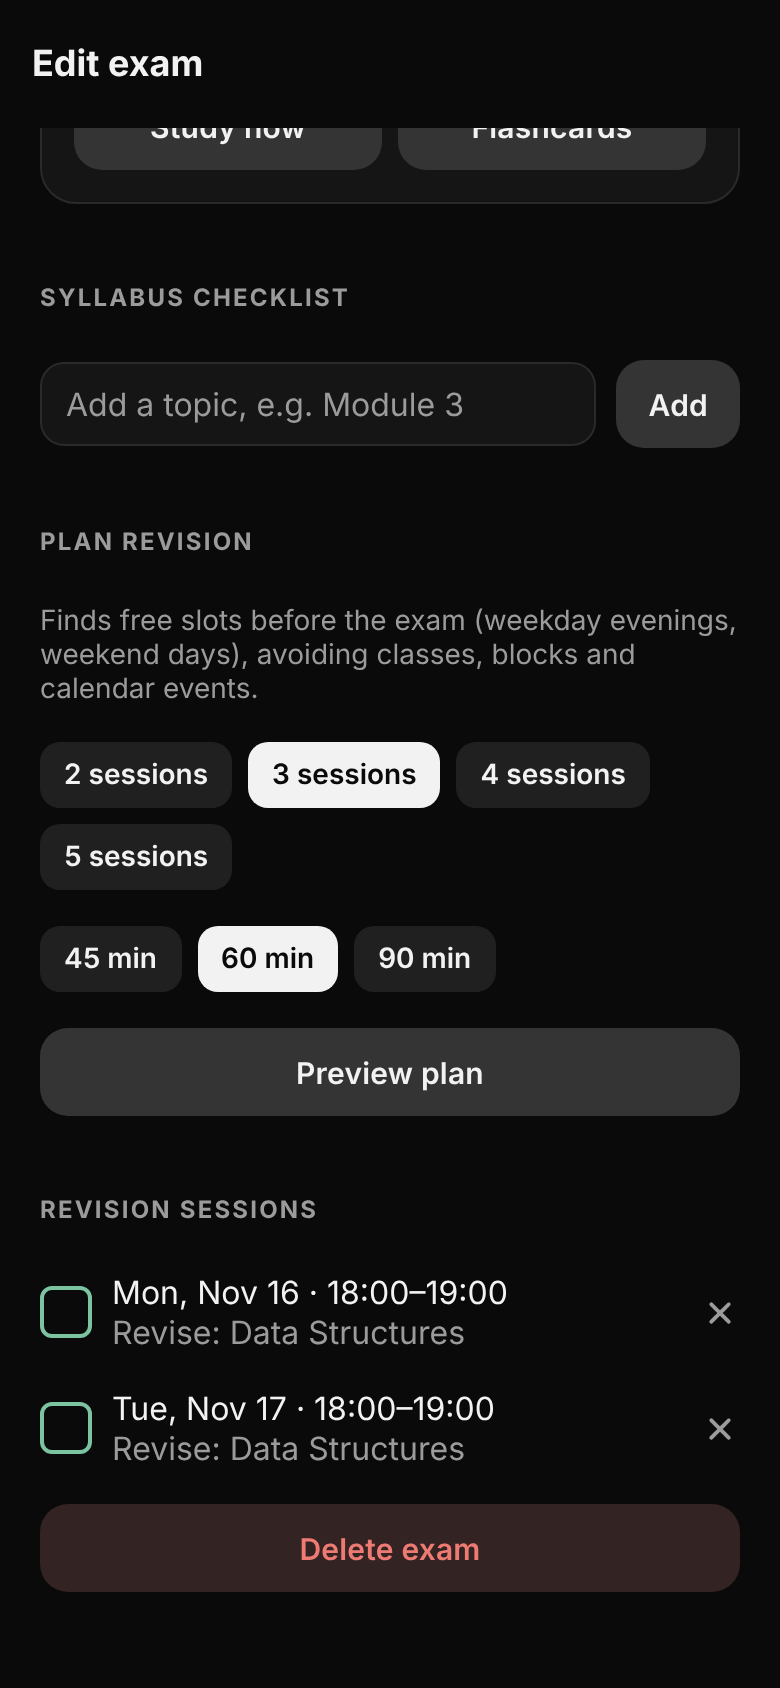 Edit exam
Study now Flashcards
SYLLABUS CHECKLIST
Add a topic, e.g. Module 3 Add
PLAN REVISION
Finds free slots before the exam (weekday evenings,
weekend days), avoiding classes, blocks and
calendar events.
2 sessions 3 sessions 4 sessions
5 sessions
45 min 60 min 90 min
Preview plan
REVISION SESSIONS
Mon, Nov 16 · 18:00–19:00
Revise: Data Structures
Tue, Nov 17 · 18:00–19:00
Revise: Data Structures
Delete exam